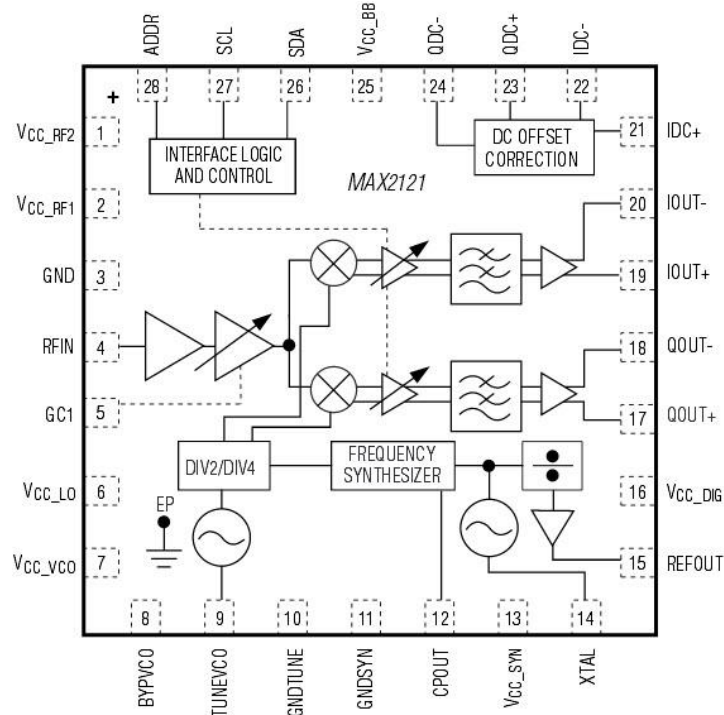 ADDR
SCL
SDA
VCC_BB
QDC-
QDC+
IDC-
+
28
27
26
25
24
23
22
VCC_RF2
1
INTERFACE LOGIC
AND CONTROL
DC OFFSET
CORRECTION
21
IDC+
MAX2121
VCC_RF1
2
20
IOUT-
GND
3
19
IOUT+
RFIN
4
18
QOUT-
GC1
5
17
QOUT+
DIV2/DIV4
FREQUENCY
SYNTHESIZER
VCC_LO
6
16
VCC_DIG
EP
VCC_VCO
7
15
REFOUT
8
9
10
11
12
13
14
BYPVCO
TUNEVCO
GNDTUNE
GNDSYN
CPOUT
VCC_SYN
XTAL